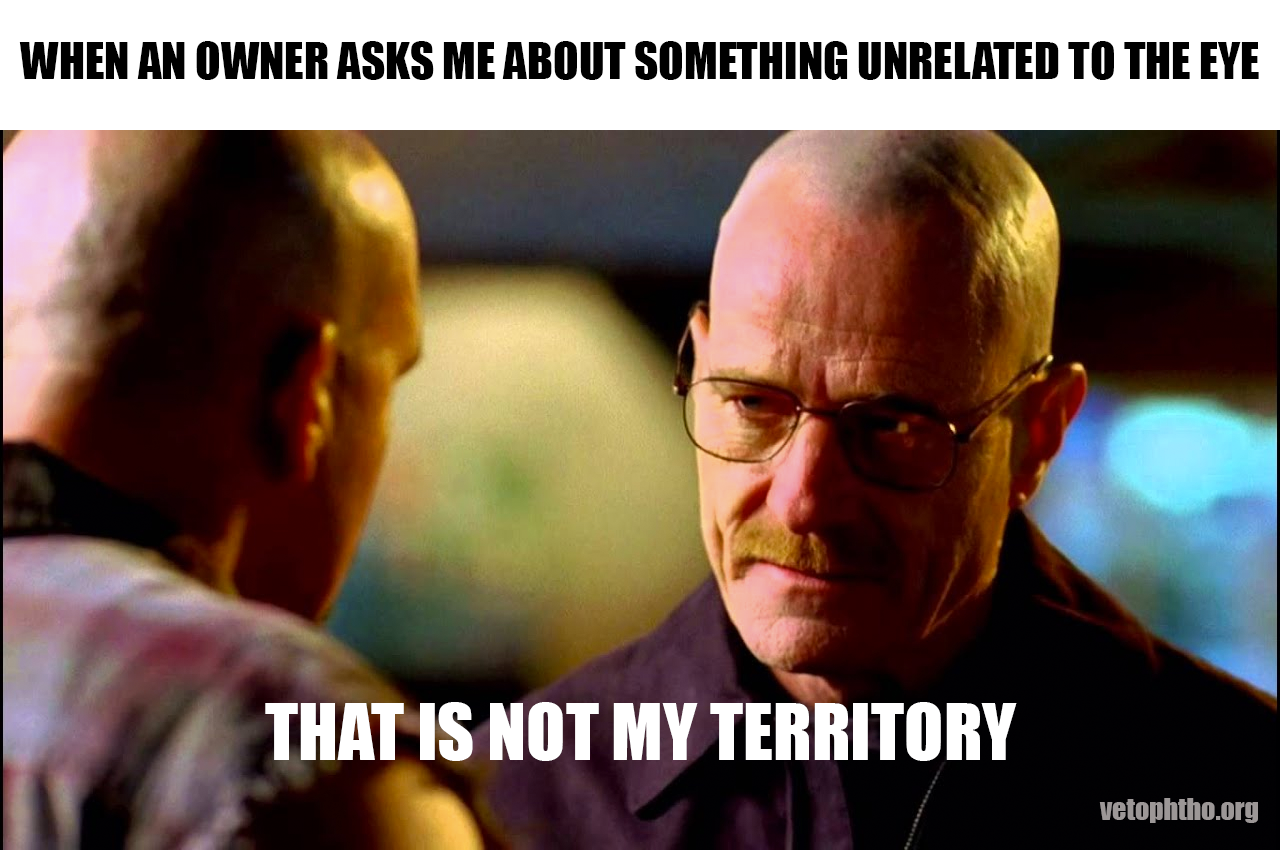 WHEN AN OWNER ASKS ME ABOUT SOMETHING UNRELATED TO THE EYE
THAT IS NOT MY TERRITORY
vetophtho.org